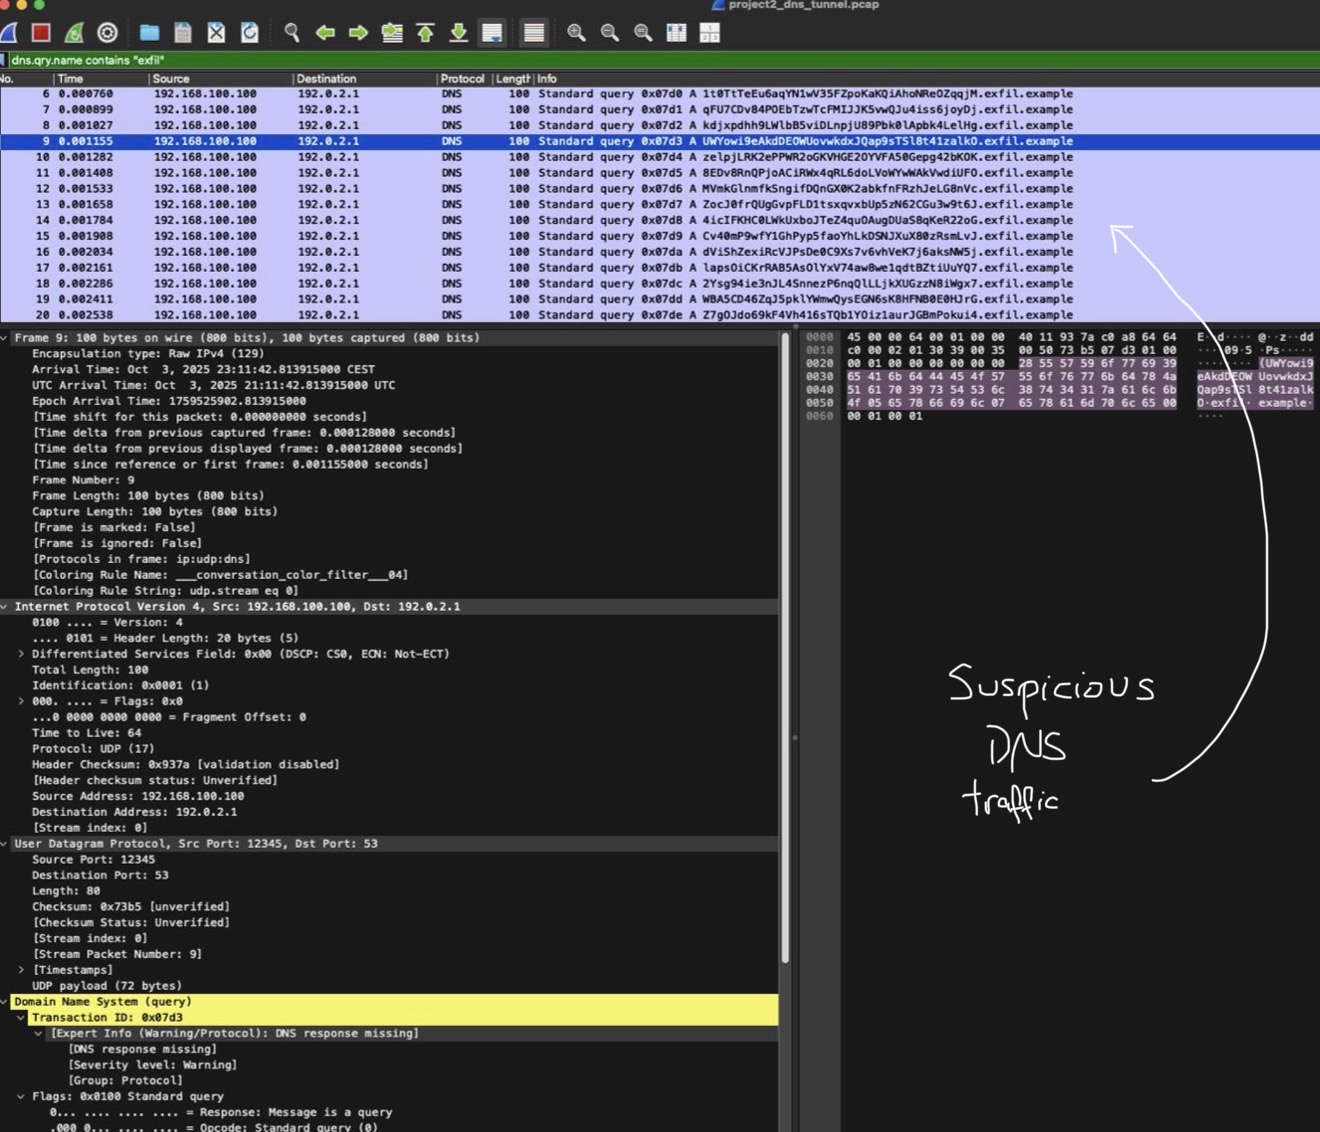 project2_dns_tunnel.pcap
dns.qry.name contains "exfil"
No. Time Source Destination Protocol Length Info
6 0.000760 192.168.100.100 192.0.2.1 DNS 100 Standard query 0x07d0 A 1t0TtTeEu6aqYN1wV35FZpoKaKQiAhoNReOZqqjM.exfil.example
7 0.000899 192.168.100.100 192.0.2.1 DNS 100 Standard query 0x07d1 A qFU7CDv84POEbTzwTcFMIJJK5vwQJu4iss6joyDj.exfil.example
8 0.001027 192.168.100.100 192.0.2.1 DNS 100 Standard query 0x07d2 A kdjxpdhh9LWlbB5viDLnpjU89Pbk0lApbk4LelHg.exfil.example
9 0.001155 192.168.100.100 192.0.2.1 DNS 100 Standard query 0x07d3 A UWYowi9eAkdDEOWUovwkdxJQap9sTSl8t41zalkO.exfil.example
10 0.001282 192.168.100.100 192.0.2.1 DNS 100 Standard query 0x07d4 A zelpjLRK2ePPWR2oGKVHGE2OYVFA50Gepg42bKOK.exfil.example
11 0.001408 192.168.100.100 192.0.2.1 DNS 100 Standard query 0x07d5 A 8EDv8RnQPjoACiRWx4qRL6doLVoWYwWAkVwdiUFO.exfil.example
12 0.001533 192.168.100.100 192.0.2.1 DNS 100 Standard query 0x07d6 A MVmkGlnmfkSngifDQnGX0K2abkfnFRzhJeLG8nVc.exfil.example
13 0.001658 192.168.100.100 192.0.2.1 DNS 100 Standard query 0x07d7 A ZocJ0frQUgGvpFLD1tsxqvxbUp5zN62CGu3w9t6J.exfil.example
14 0.001784 192.168.100.100 192.0.2.1 DNS 100 Standard query 0x07d8 A 4icIFKHC0LWkUxboJTeZ4quOAugDUaS8qKeR22oG.exfil.example
15 0.001908 192.168.100.100 192.0.2.1 DNS 100 Standard query 0x07d9 A Cv40mP9wfY1GhPyp5faoYhLkDSNJXuX80zRsmLvJ.exfil.example
16 0.002034 192.168.100.100 192.0.2.1 DNS 100 Standard query 0x07da A dViShZexiRcVJPsDe0C9Xs7v6vhVeK7j6aksNW5j.exfil.example
17 0.002161 192.168.100.100 192.0.2.1 DNS 100 Standard query 0x07db A lapsOiCKrRAB5AsOlYxV74aw8we1qdtBZtiUuYQ7.exfil.example
18 0.002286 192.168.100.100 192.0.2.1 DNS 100 Standard query 0x07dc A 2Ysg94ie3nJL4SnnezP6nqQlLLjkXUGzzN8iWgx7.exfil.example
19 0.002411 192.168.100.100 192.0.2.1 DNS 100 Standard query 0x07dd A WBA5CD46ZqJ5pklYWmwQysEGN6sK8HFNB0E0HJrG.exfil.example
20 0.002538 192.168.100.100 192.0.2.1 DNS 100 Standard query 0x07de A Z7gOJdo69kF4Vh416sTQb1YOiz1aurJGBmPokui4.exfil.example
Frame 9: 100 bytes on wire (800 bits), 100 bytes captured (800 bits)
Encapsulation type: Raw IPv4 (129)
Arrival Time: Oct 3, 2025 23:11:42.813915000 CEST
UTC Arrival Time: Oct 3, 2025 21:11:42.813915000 UTC
Epoch Arrival Time: 1759525902.813915000
[Time shift for this packet: 0.000000000 seconds]
[Time delta from previous captured frame: 0.000128000 seconds]
[Time delta from previous displayed frame: 0.000128000 seconds]
[Time since reference or first frame: 0.001155000 seconds]
Frame Number: 9
Frame Length: 100 bytes (800 bits)
Capture Length: 100 bytes (800 bits)
[Frame is marked: False]
[Frame is ignored: False]
[Protocols in frame: ip:udp:dns]
[Coloring Rule Name: ___conversation_color_filter___04]
[Coloring Rule String: udp.stream eq 0]
Internet Protocol Version 4, Src: 192.168.100.100, Dst: 192.0.2.1
0100 .... = Version: 4
.... 0101 = Header Length: 20 bytes (5)
Differentiated Services Field: 0x00 (DSCP: CS0, ECN: Not-ECT)
Total Length: 100
Identification: 0x0001 (1)
000. .... = Flags: 0x0
...0 0000 0000 0000 = Fragment Offset: 0
Time to Live: 64
Protocol: UDP (17)
Header Checksum: 0x937a [validation disabled]
[Header checksum status: Unverified]
Source Address: 192.168.100.100
Destination Address: 192.0.2.1
[Stream index: 0]
User Datagram Protocol, Src Port: 12345, Dst Port: 53
Source Port: 12345
Destination Port: 53
Length: 80
Checksum: 0x73b5 [unverified]
[Checksum Status: Unverified]
[Stream index: 0]
[Stream Packet Number: 9]
[Timestamps]
UDP payload (72 bytes)
Domain Name System (query)
Transaction ID: 0x07d3
[Expert Info (Warning/Protocol): DNS response missing]
[DNS response missing]
[Severity level: Warning]
[Group: Protocol]
Flags: 0x0100 Standard query
0... .... .... .... = Response: Message is a query
.000 0... .... .... = Opcode: Standard query (0)
0000 45 00 00 64 00 01 00 00 40 11 93 7a c0 a8 64 64 E··d···· @··z··dd
0010 c0 00 02 01 30 39 00 35 00 50 73 b5 07 d3 01 00 ····09·5 ·Ps·····
0020 00 01 00 00 00 00 00 00 28 55 57 59 6f 77 69 39 ········ (UWYowi9
0030 65 41 6b 64 44 45 4f 57 55 6f 76 77 6b 64 78 4a eAkdDEOW UovwkdxJ
0040 51 61 70 39 73 54 53 6c 38 74 34 31 7a 61 6c 6b Qap9sTSl 8t41zalk
0050 4f 05 65 78 66 69 6c 07 65 78 61 6d 70 6c 65 00 O·exfil· example·
0060 00 01 00 01 ····
Suspicious
DNS
traffic